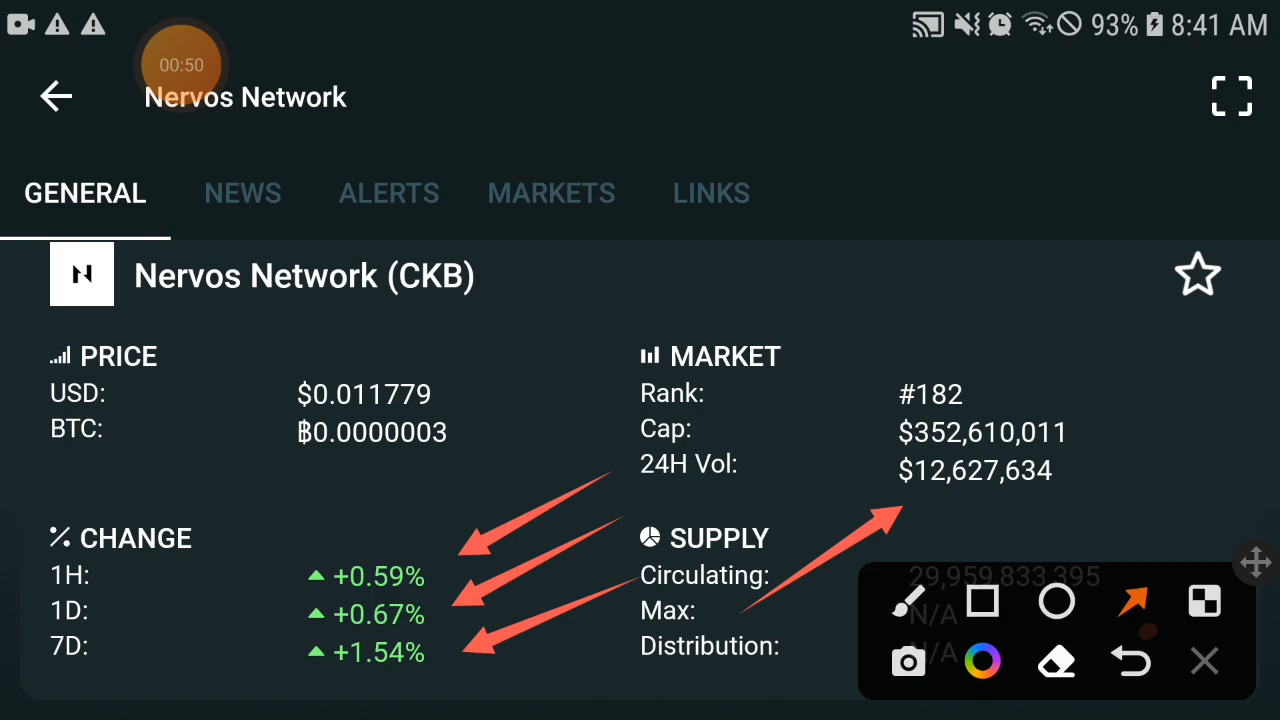 93% 8:41 AM
00:50
Nervos Network
GENERAL NEWS ALERTS MARKETS LINKS
N Nervos Network (CKB)
PRICE
USD: $0.011779
BTC: ฿0.0000003
MARKET
Rank: #182
Cap: $352,610,011
24H Vol: $12,627,634
CHANGE
1H: +0.59%
1D: +0.67%
7D: +1.54%
SUPPLY
Circulating: 29,959,833,395
Max: N/A
Distribution: N/A